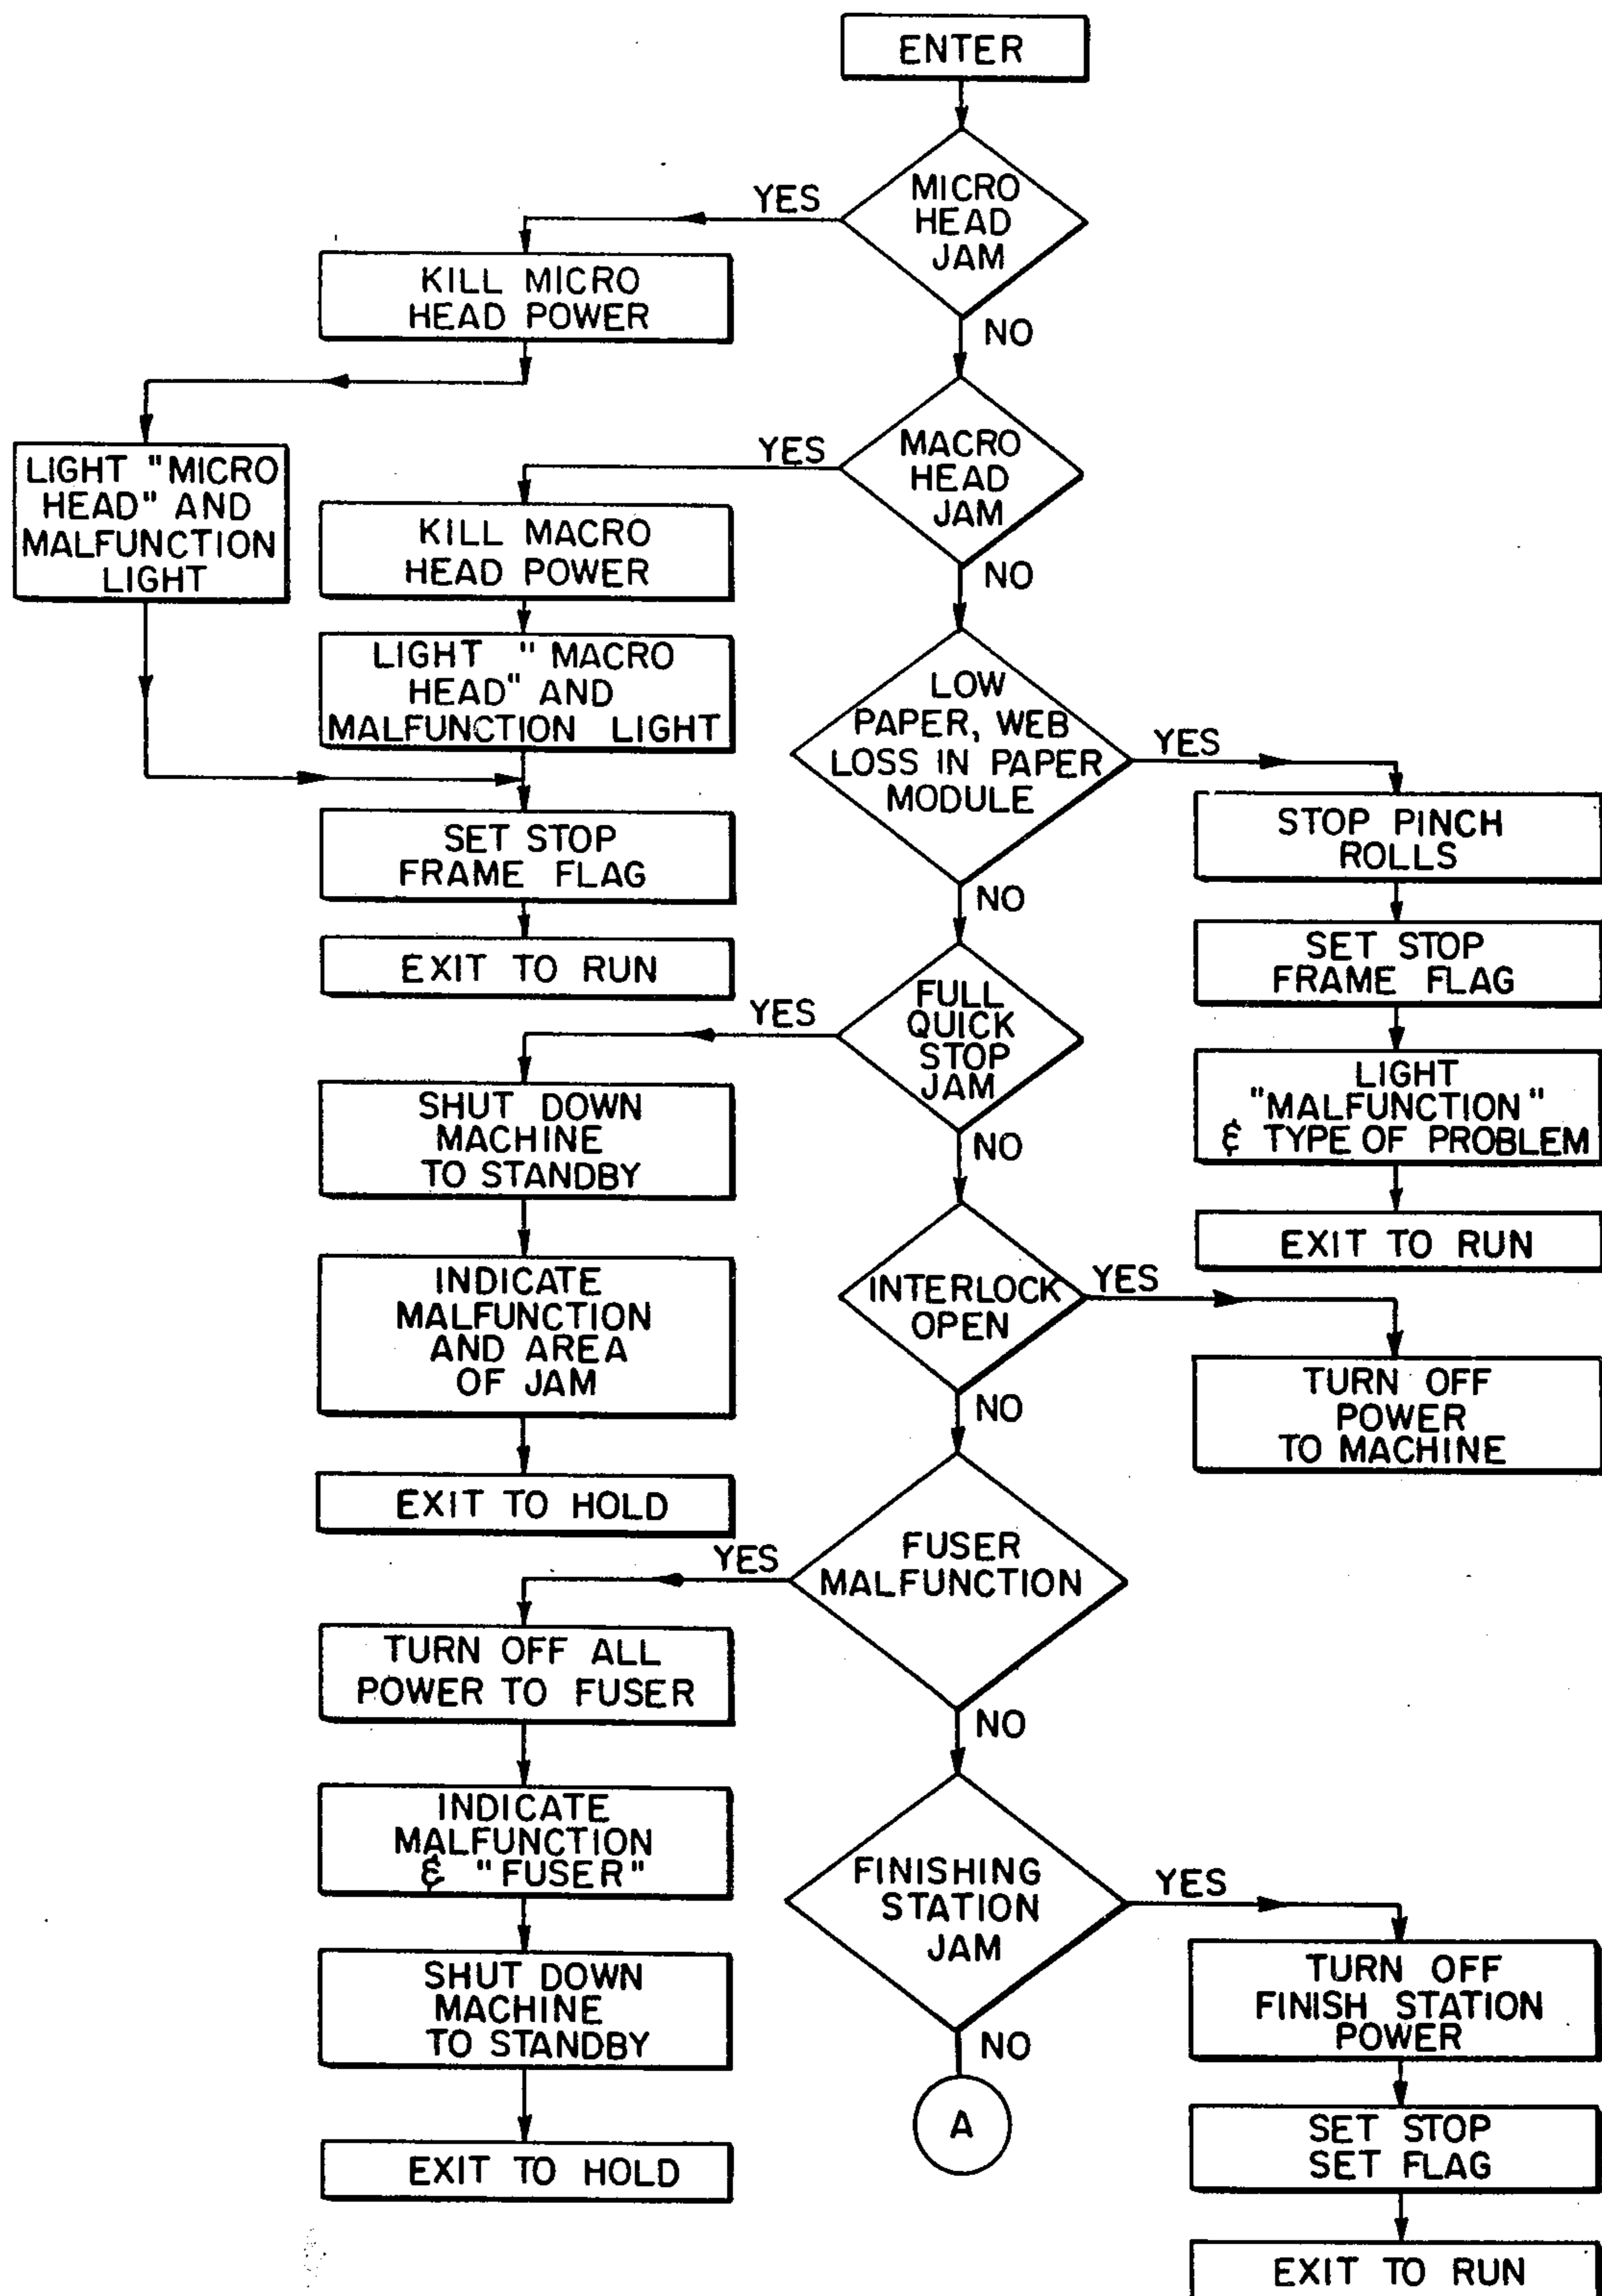 ENTER
MICRO
HEAD
JAM
YES
NO
KILL MICRO
HEAD POWER
LIGHT "MICRO
HEAD" AND
MALFUNCTION
LIGHT
MACRO
HEAD
JAM
YES
NO
KILL MACRO
HEAD POWER
LIGHT "MACRO
HEAD" AND
MALFUNCTION LIGHT
SET STOP
FRAME FLAG
EXIT TO RUN
LOW
PAPER, WEB
LOSS IN PAPER
MODULE
YES
NO
STOP PINCH
ROLLS
SET STOP
FRAME FLAG
LIGHT
"MALFUNCTION"
& TYPE OF PROBLEM
EXIT TO RUN
FULL
QUICK
STOP
JAM
YES
NO
SHUT DOWN
MACHINE
TO STANDBY
INDICATE
MALFUNCTION
AND AREA
OF JAM
EXIT TO HOLD
INTERLOCK
OPEN
YES
NO
TURN OFF
POWER
TO MACHINE
FUSER
MALFUNCTION
YES
NO
TURN OFF ALL
POWER TO FUSER
INDICATE
MALFUNCTION
& "FUSER"
SHUT DOWN
MACHINE
TO STANDBY
EXIT TO HOLD
FINISHING
STATION
JAM
YES
NO
A
TURN OFF
FINISH STATION
POWER
SET STOP
SET FLAG
EXIT TO RUN